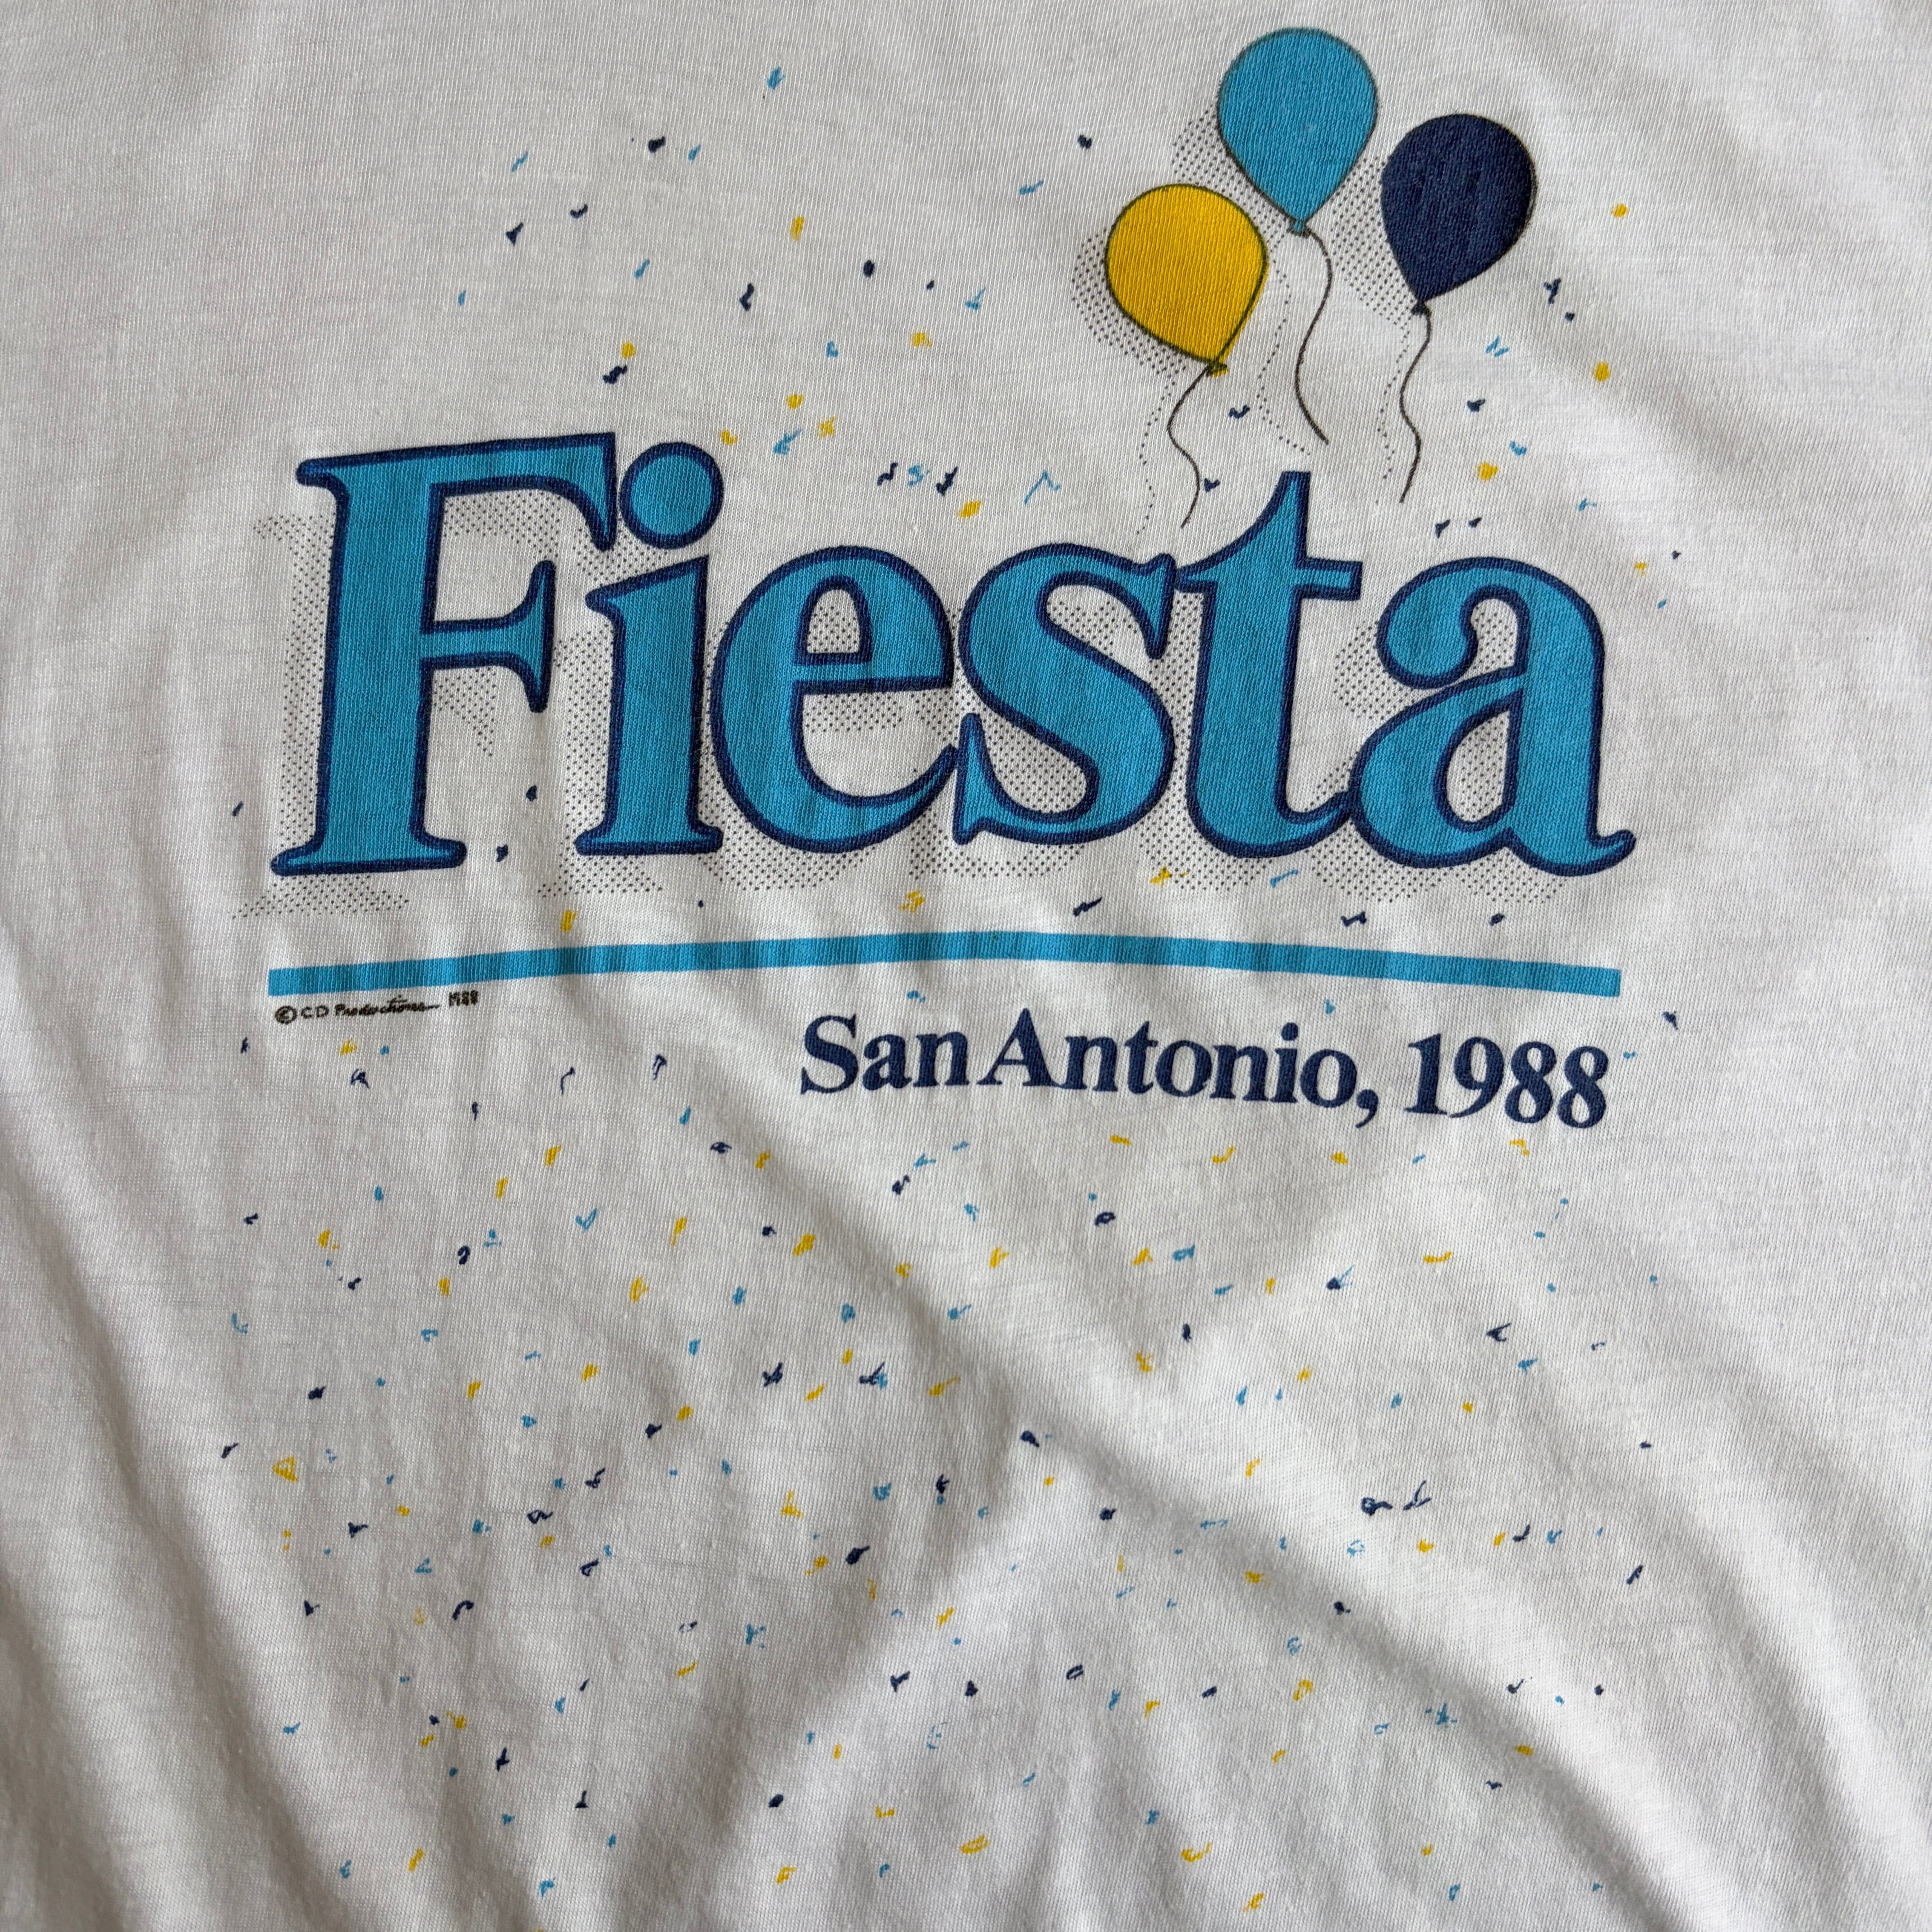 Fiesta
© CD Productions 1988
San Antonio, 1988